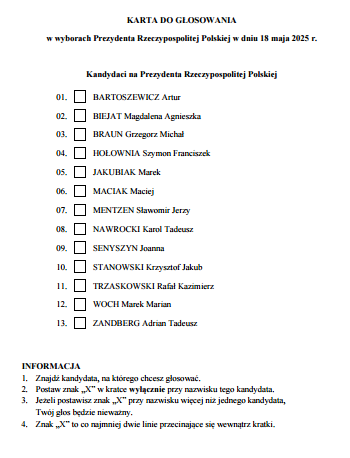 KARTA DO GŁOSOWANIA
w wyborach Prezydenta Rzeczypospolitej Polskiej w dniu 18 maja 2025 r.
Kandydaci na Prezydenta Rzeczypospolitej Polskiej
01. BARTOSZEWICZ Artur
02. BIEJAT Magdalena Agnieszka
03. BRAUN Grzegorz Michał
04. HOŁOWNIA Szymon Franciszek
05. JAKUBIAK Marek
06. MACIAK Maciej
07. MENTZEN Sławomir Jerzy
08. NAWROCKI Karol Tadeusz
09. SENYSZYN Joanna
10. STANOWSKI Krzysztof Jakub
11. TRZASKOWSKI Rafał Kazimierz
12. WOCH Marek Marian
13. ZANDBERG Adrian Tadeusz
INFORMACJA
1. Znajdź kandydata, na którego chcesz głosować.
2. Postaw znak „X” w kratce wyłącznie przy nazwisku tego kandydata.
3. Jeżeli postawisz znak „X” przy nazwisku więcej niż jednego kandydata,
Twój głos będzie nieważny.
4. Znak „X” to co najmniej dwie linie przecinające się wewnątrz kratki.